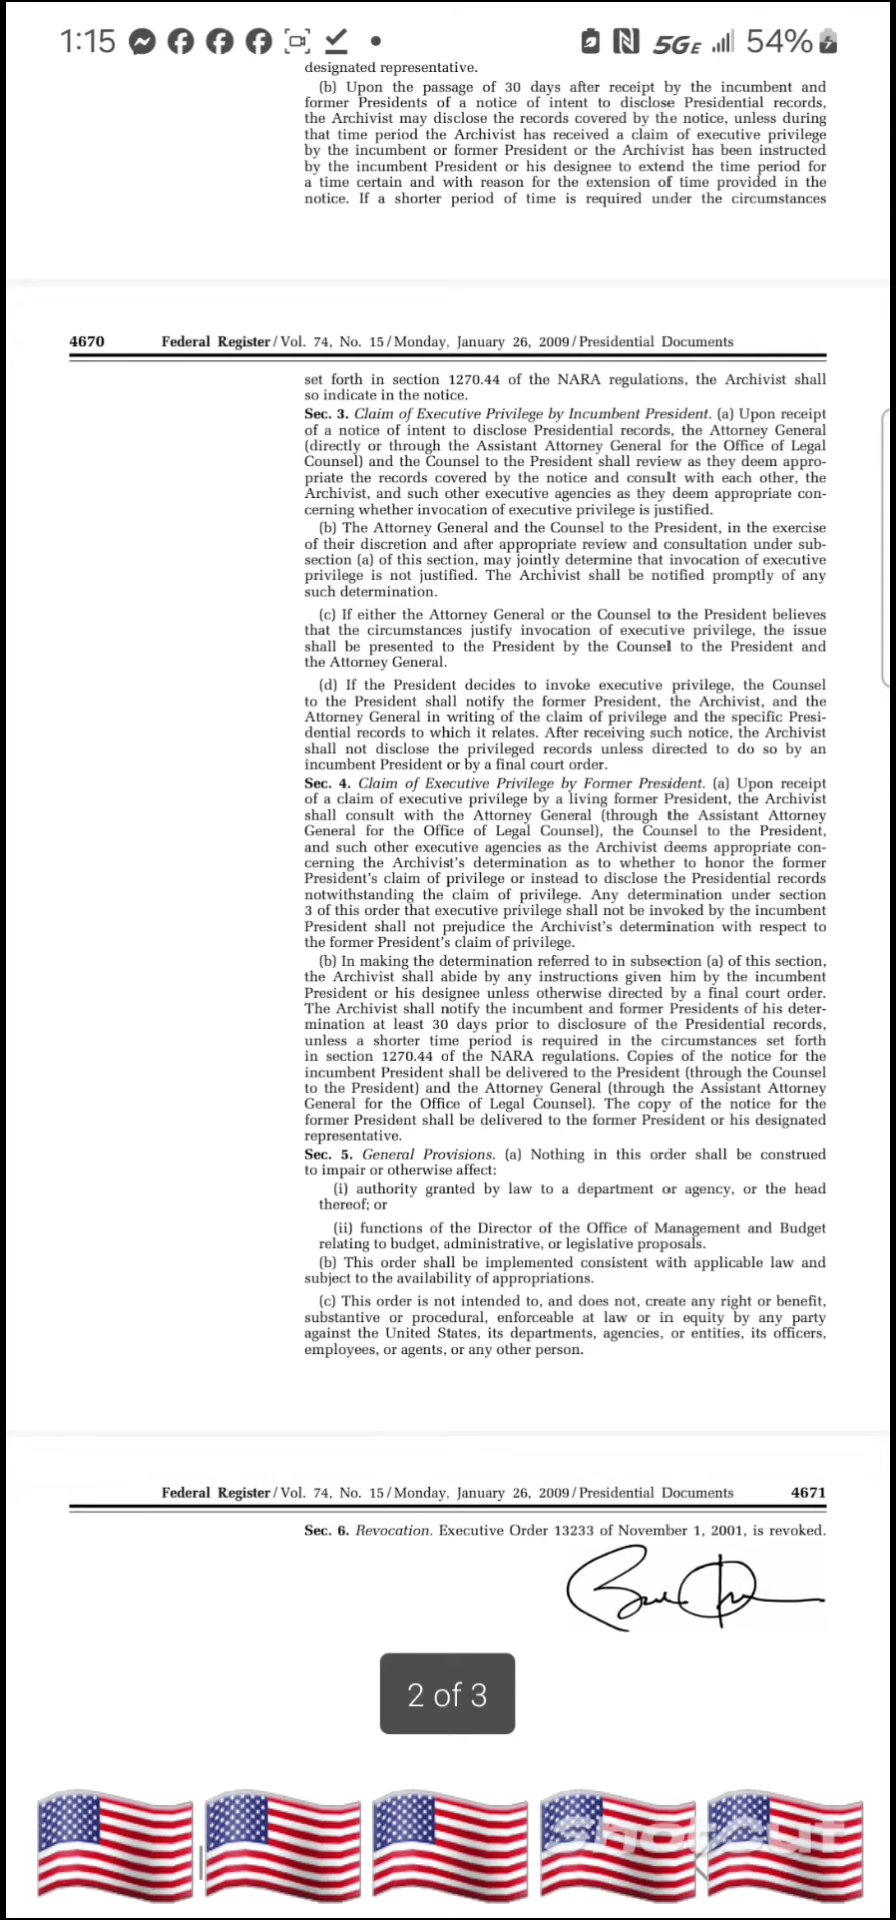 1:15 5GE 54%
designated representative.
(b) Upon the passage of 30 days after receipt by the incumbent and
former Presidents of a notice of intent to disclose Presidential records,
the Archivist may disclose the records covered by the notice, unless during
that time period the Archivist has received a claim of executive privilege
by the incumbent or former President or the Archivist has been instructed
by the incumbent President or his designee to extend the time period for
a time certain and with reason for the extension of time provided in the
notice. If a shorter period of time is required under the circumstances
4670 Federal Register / Vol. 74, No. 15 / Monday, January 26, 2009 / Presidential Documents
set forth in section 1270.44 of the NARA regulations, the Archivist shall
so indicate in the notice.
Sec. 3. Claim of Executive Privilege by Incumbent President. (a) Upon receipt
of a notice of intent to disclose Presidential records, the Attorney General
(directly or through the Assistant Attorney General for the Office of Legal
Counsel) and the Counsel to the President shall review as they deem appro-
priate the records covered by the notice and consult with each other, the
Archivist, and such other executive agencies as they deem appropriate con-
cerning whether invocation of executive privilege is justified.
(b) The Attorney General and the Counsel to the President, in the exercise
of their discretion and after appropriate review and consultation under sub-
section (a) of this section, may jointly determine that invocation of executive
privilege is not justified. The Archivist shall be notified promptly of any
such determination.
(c) If either the Attorney General or the Counsel to the President believes
that the circumstances justify invocation of executive privilege, the issue
shall be presented to the President by the Counsel to the President and
the Attorney General.
(d) If the President decides to invoke executive privilege, the Counsel
to the President shall notify the former President, the Archivist, and the
Attorney General in writing of the claim of privilege and the specific Presi-
dential records to which it relates. After receiving such notice, the Archivist
shall not disclose the privileged records unless directed to do so by an
incumbent President or by a final court order.
Sec. 4. Claim of Executive Privilege by Former President. (a) Upon receipt
of a claim of executive privilege by a living former President, the Archivist
shall consult with the Attorney General (through the Assistant Attorney
General for the Office of Legal Counsel), the Counsel to the President,
and such other executive agencies as the Archivist deems appropriate con-
cerning the Archivist's determination as to whether to honor the former
President's claim of privilege or instead to disclose the Presidential records
notwithstanding the claim of privilege. Any determination under section
3 of this order that executive privilege shall not be invoked by the incumbent
President shall not prejudice the Archivist's determination with respect to
the former President's claim of privilege.
(b) In making the determination referred to in subsection (a) of this section,
the Archivist shall abide by any instructions given him by the incumbent
President or his designee unless otherwise directed by a final court order.
The Archivist shall notify the incumbent and former Presidents of his deter-
mination at least 30 days prior to disclosure of the Presidential records,
unless a shorter time period is required in the circumstances set forth
in section 1270.44 of the NARA regulations. Copies of the notice for the
incumbent President shall be delivered to the President (through the Counsel
to the President) and the Attorney General (through the Assistant Attorney
General for the Office of Legal Counsel). The copy of the notice for the
former President shall be delivered to the former President or his designated
representative.
Sec. 5. General Provisions. (a) Nothing in this order shall be construed
to impair or otherwise affect:
(i) authority granted by law to a department or agency, or the head
thereof; or
(ii) functions of the Director of the Office of Management and Budget
relating to budget, administrative, or legislative proposals.
(b) This order shall be implemented consistent with applicable law and
subject to the availability of appropriations.
(c) This order is not intended to, and does not, create any right or benefit,
substantive or procedural, enforceable at law or in equity by any party
against the United States, its departments, agencies, or entities, its officers,
employees, or agents, or any other person.
Federal Register / Vol. 74, No. 15 / Monday, January 26, 2009 / Presidential Documents 4671
Sec. 6. Revocation. Executive Order 13233 of November 1, 2001, is revoked.
2 of 3
ShotCut